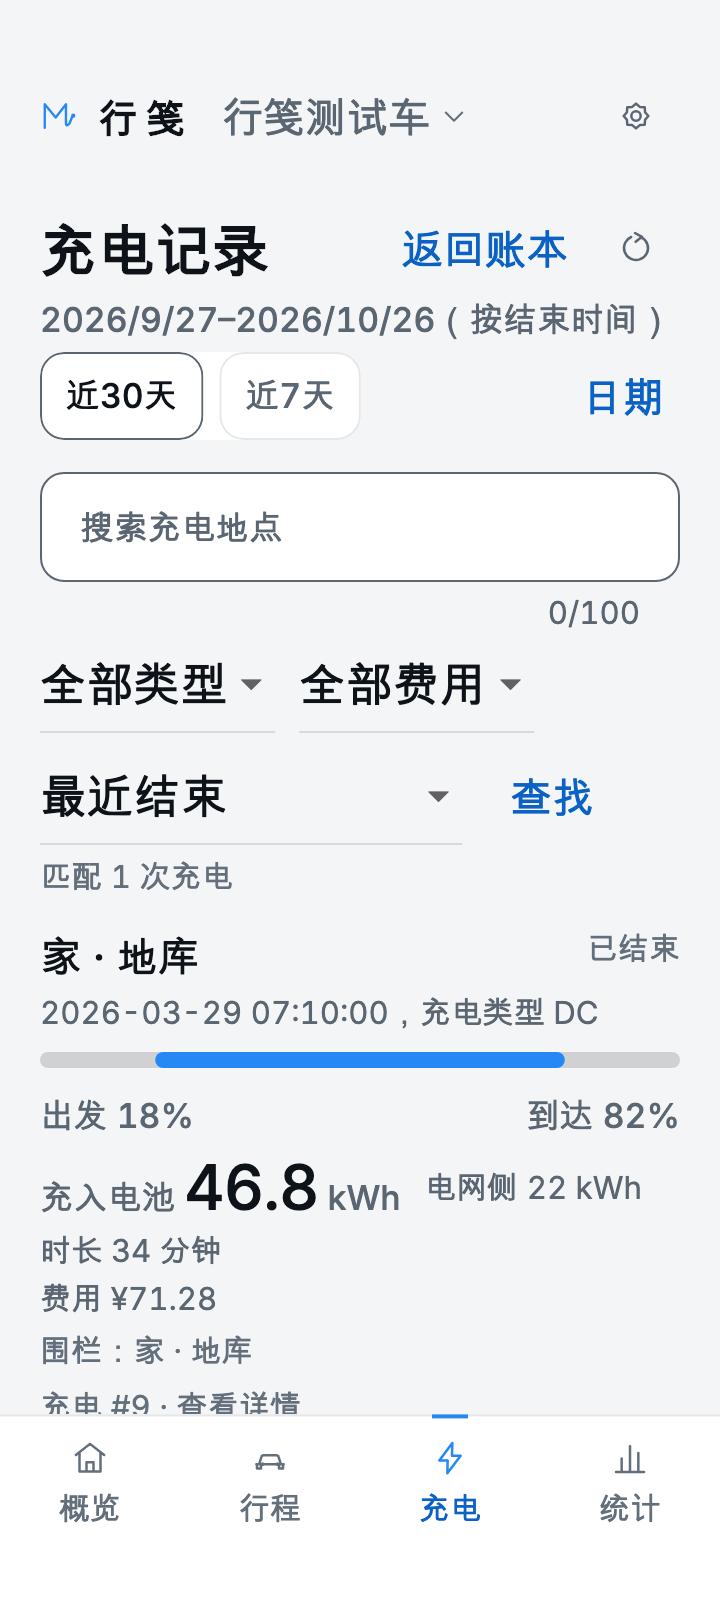 行笺 行笺测试车
充电记录 返回账本
2026/9/27–2026/10/26（按结束时间）
近30天 近7天 日期
搜索充电地点
0/100
全部类型 全部费用
最近结束 查找
匹配 1 次充电
家 · 地库 已结束
2026-03-29 07:10:00，充电类型 DC
出发 18% 到达 82%
充入电池 46.8 kWh 电网侧 22 kWh
时长 34 分钟
费用 ¥71.28
围栏：家 · 地库
充电 #9 · 查看详情
概览 行程 充电 统计